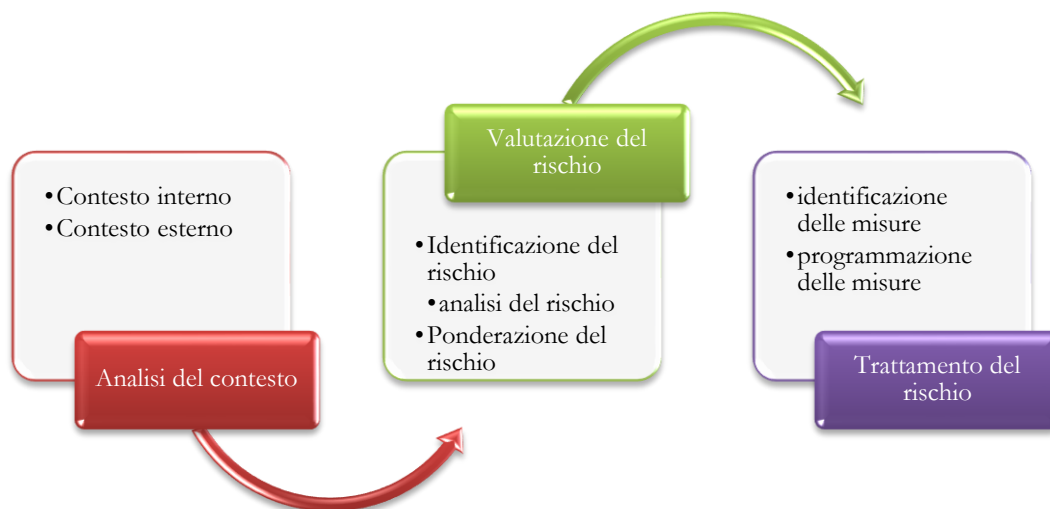 •Contesto interno
•Contesto esterno
Analisi del contesto
Valutazione del
rischio
•Identificazione del
rischio
•analisi del rischio
•Ponderazione del
rischio
•identificazione
delle misure
•programmazione
delle misure
Trattamento del
rischio